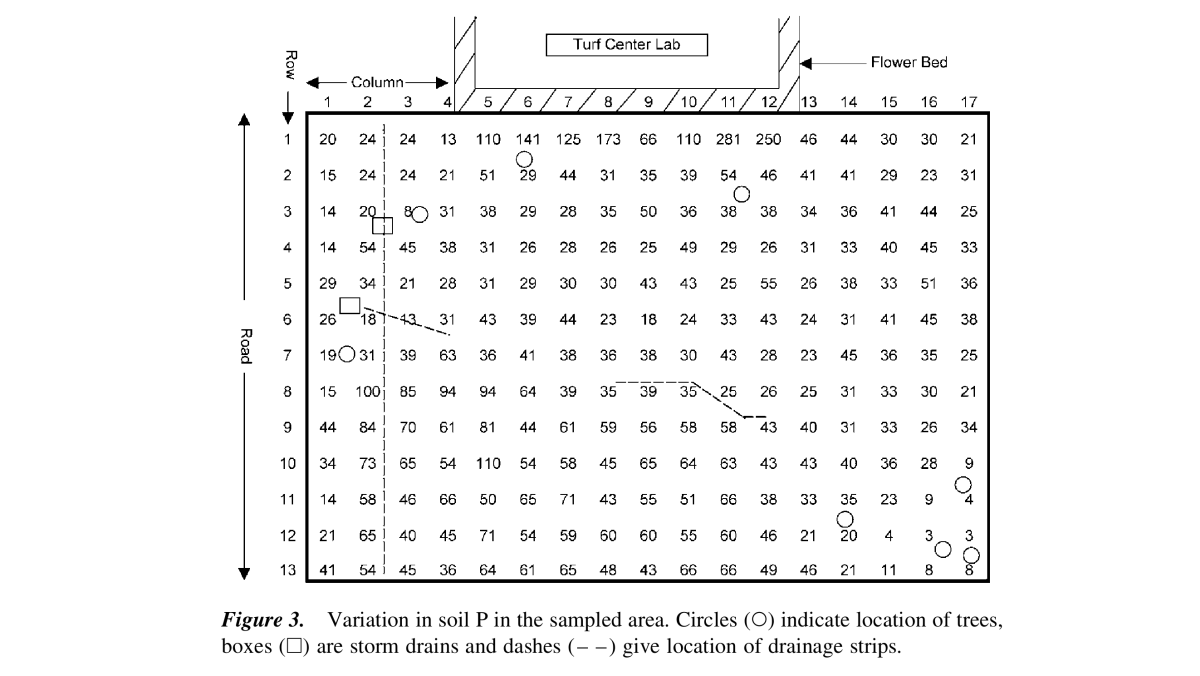 Turf Center Lab
Flower Bed
Row
Column
1 2 3 4 5 6 7 8 9 10 11 12 13 14 15 16 17
1 20 24 24 13 110 141 125 173 66 110 281 250 46 44 30 30 21
2 15 24 24 21 51 29 44 31 35 39 54 46 41 41 29 23 31
3 14 20 8 31 38 29 28 35 50 36 38 38 34 36 41 44 25
4 14 54 45 38 31 26 28 26 25 49 29 26 31 33 40 45 33
5 29 34 21 28 31 29 30 30 43 43 25 55 26 38 33 51 36
6 26 18 13 31 43 39 44 23 18 24 33 43 24 31 41 45 38
Road
7 19 31 39 63 36 41 38 36 38 30 43 28 23 45 36 35 25
8 15 100 85 94 94 64 39 35 39 35 25 26 25 31 33 30 21
9 44 84 70 61 81 44 61 59 56 58 58 43 40 31 33 26 34
10 34 73 65 54 110 54 58 45 65 64 63 43 43 40 36 28 9
11 14 58 46 66 50 65 71 43 55 51 66 38 33 35 23 9 4
12 21 65 40 45 71 54 59 60 60 55 60 46 21 20 4 3 3
13 41 54 45 36 64 61 65 48 43 66 66 49 46 21 11 8 8
Figure 3. Variation in soil P in the sampled area. Circles (○) indicate location of trees,
boxes (□) are storm drains and dashes (– –) give location of drainage strips.